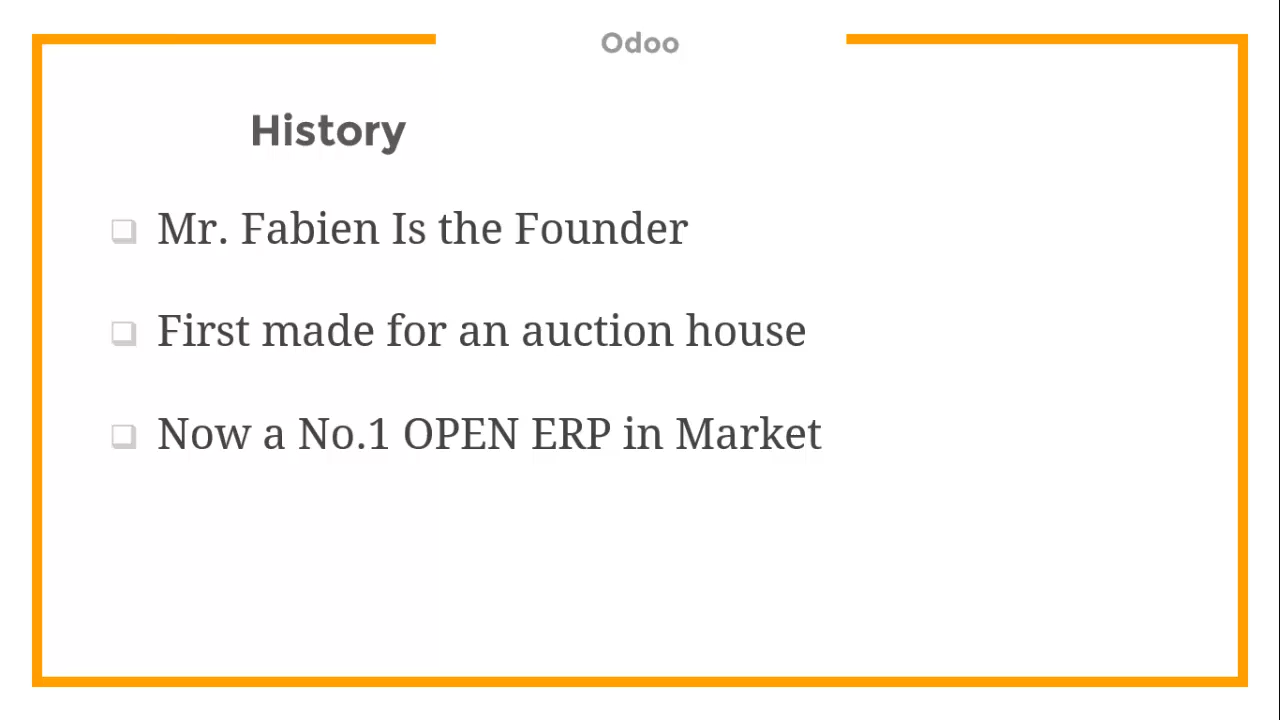 Odoo
History
Mr. Fabien Is the Founder
First made for an auction house
Now a No.1 OPEN ERP in Market